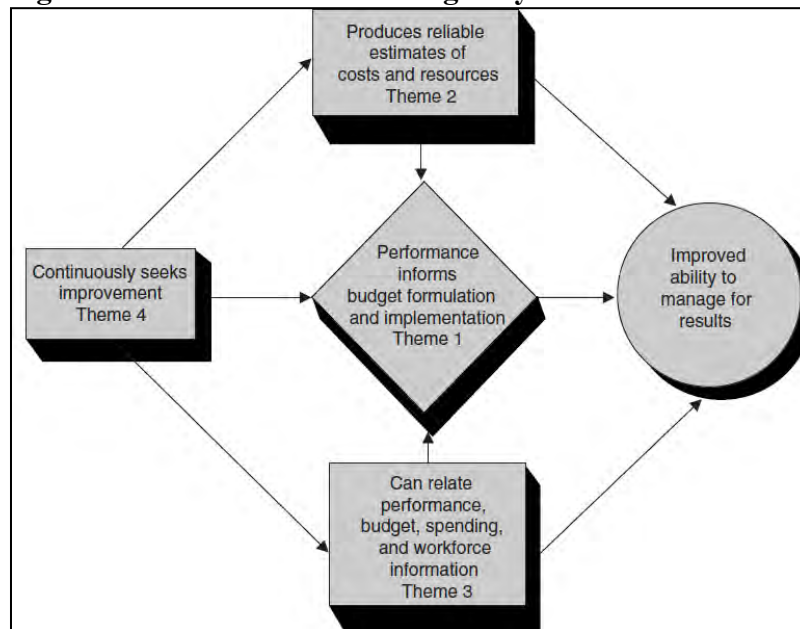 Produces reliable
estimates of
costs and resources
Theme 2
Continuously seeks
improvement
Theme 4
Performance
informs
budget formulation
and implementation
Theme 1
Improved
ability to
manage for
results
Can relate
performance,
budget, spending,
and workforce
information
Theme 3